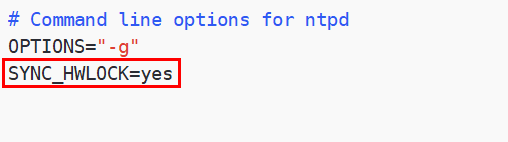 # Command line options for ntpd
OPTIONS="-g"
SYNC_HWLOCK=yes